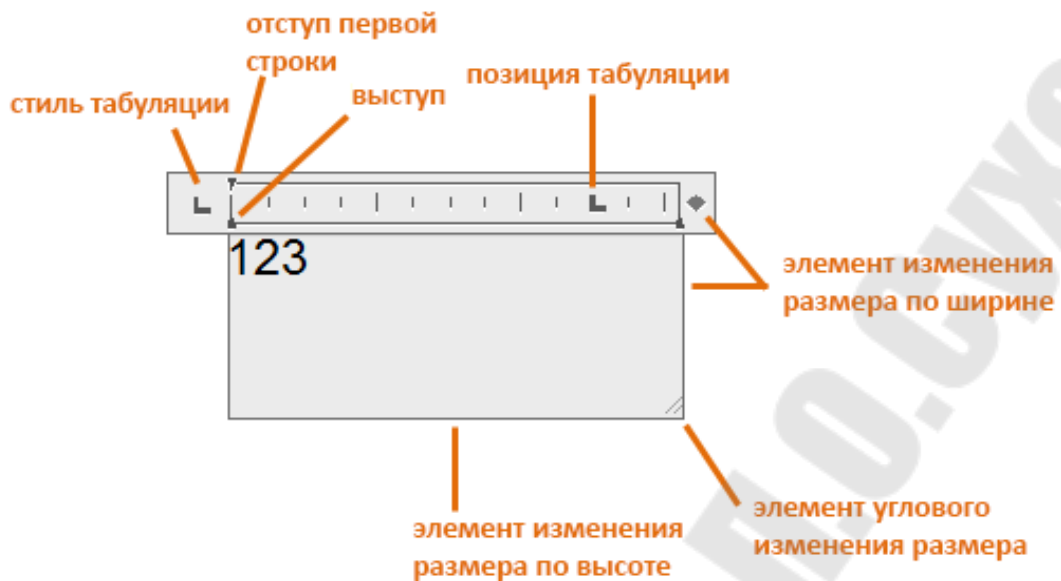 отступ первой
строки
позиция табуляции
выступ
стиль табуляции
123
элемент изменения
размера по ширине
элемент углового
изменения размера
элемент изменения
размера по высоте